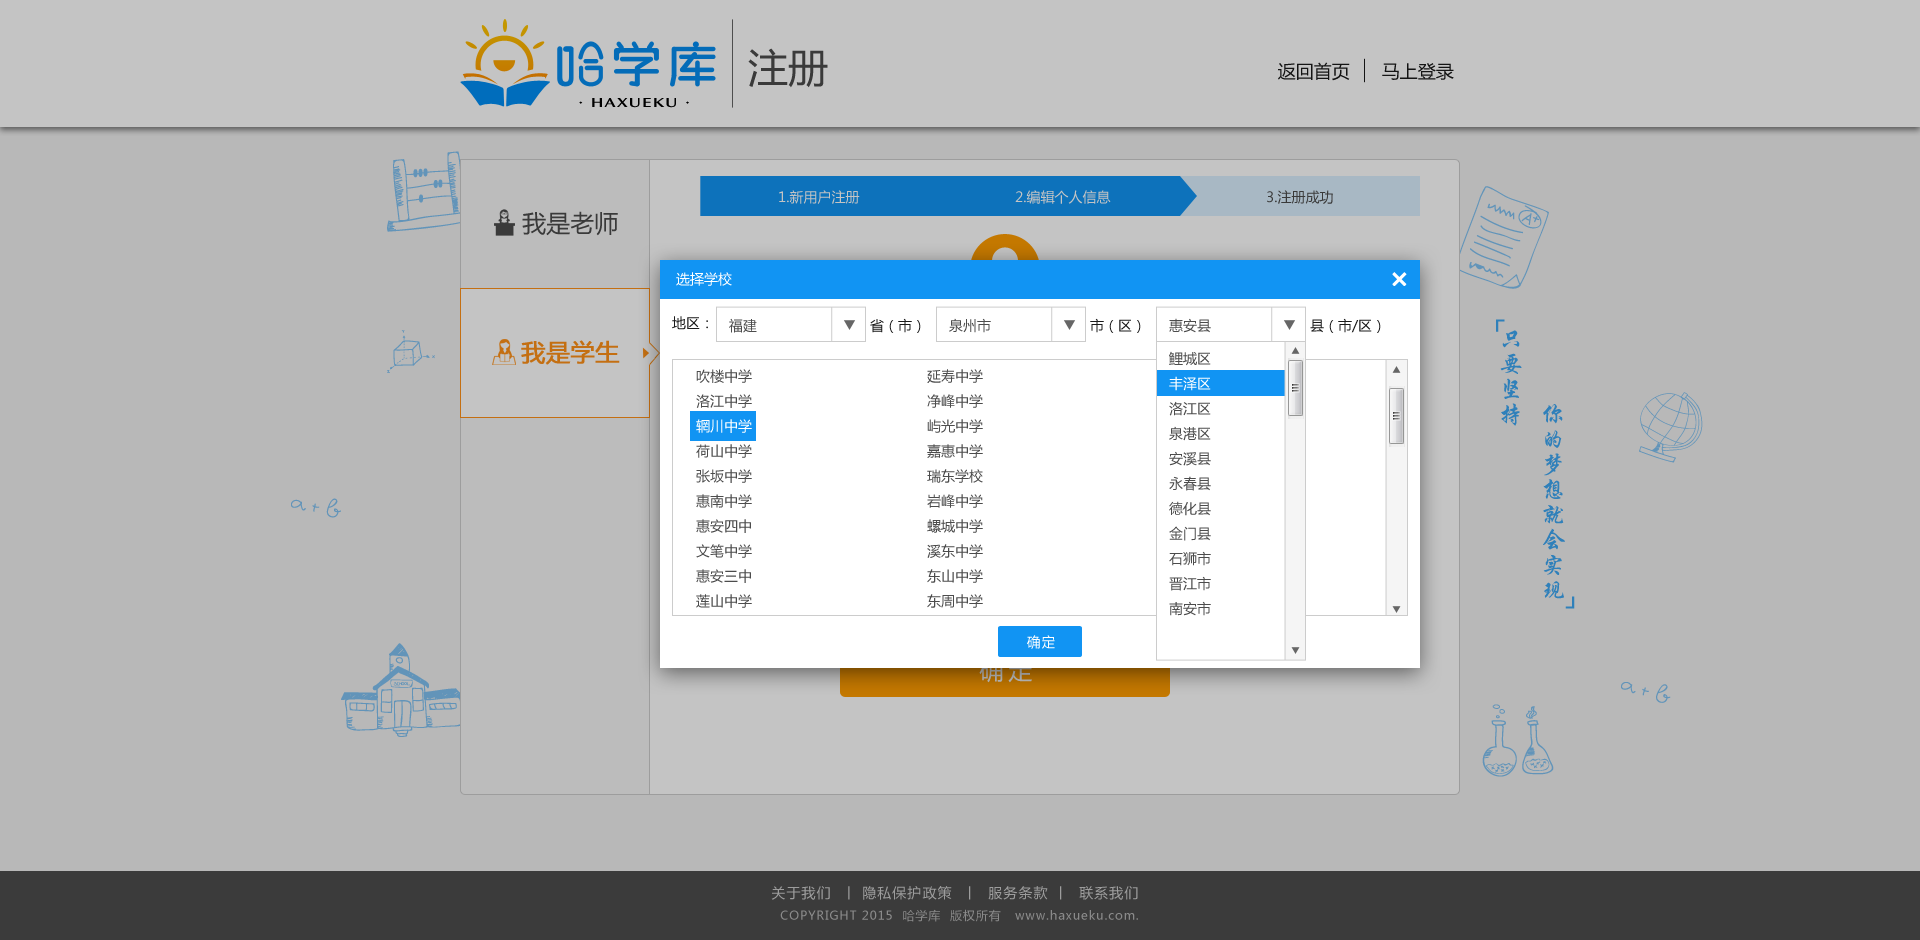 哈学库
· HAXUEKU ·
注册
返回首页 | 马上登录
我是老师
我是学生
1.新用户注册
2.编辑个人信息
3.注册成功
选择学校
地区： 福建 省（市） 泉州市 市（区） 惠安县 县（市/区）
吹楼中学
洛江中学
辋川中学
荷山中学
张坂中学
惠南中学
惠安四中
文笔中学
惠安三中
莲山中学
延寿中学
净峰中学
屿光中学
嘉惠中学
瑞东学校
岩峰中学
螺城中学
溪东中学
东山中学
东周中学
鲤城区
丰泽区
洛江区
泉港区
安溪县
永春县
德化县
金门县
石狮市
晋江市
南安市
确定
确 定
「只要坚持
你的梦想就会实现」
A+
a+b
a+b
关于我们 | 隐私保护政策 | 服务条款 | 联系我们
COPYRIGHT 2015 哈学库 版权所有 www.haxueku.com.